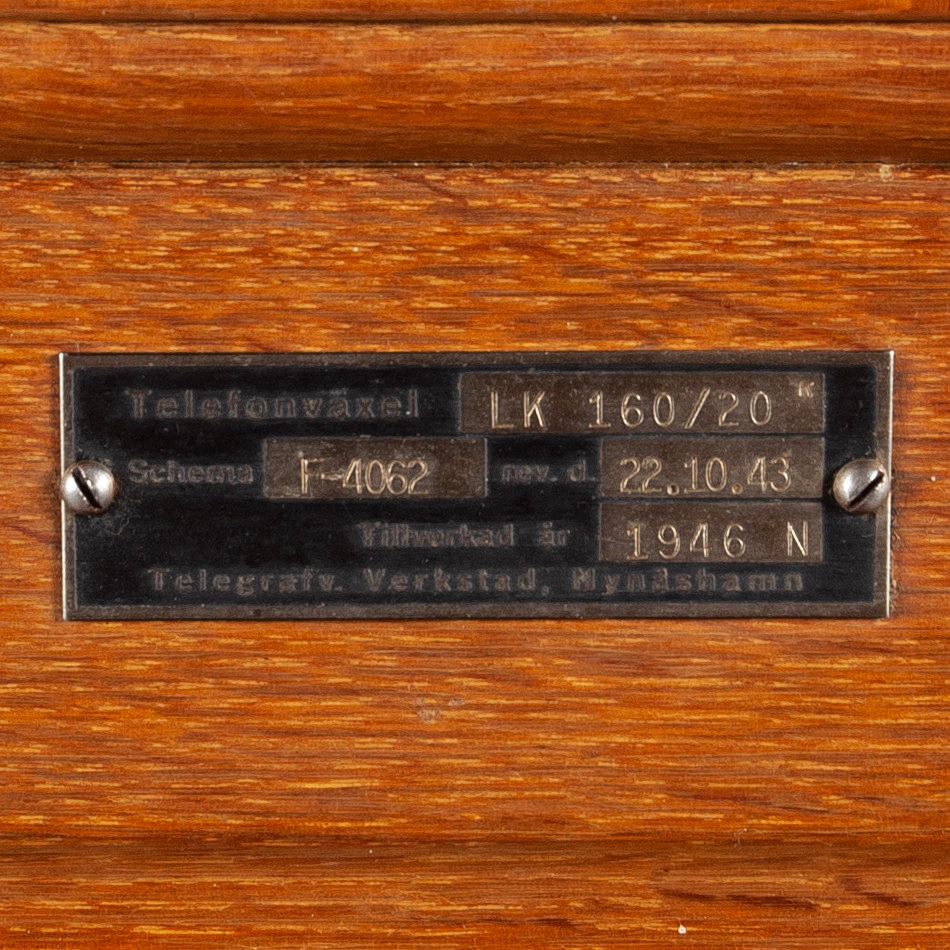 Telefonväxel LK 160/20 K
Schema F-4062 rev. d. 22.10.43
Tillverkad år 1946 N
Telegrafv. Verkstad, Nynäshamn